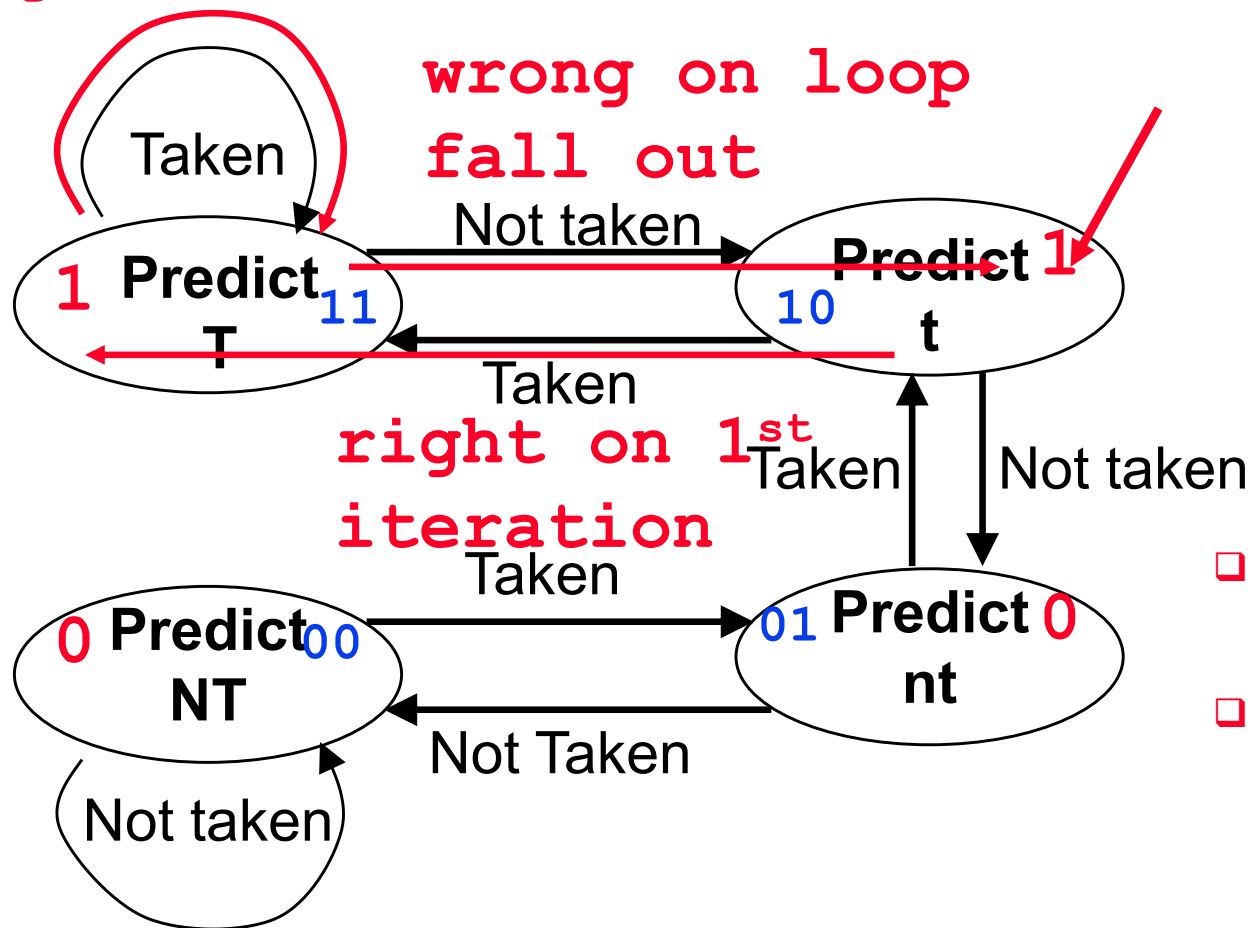 wrong on loop
fall out
Taken
Not taken
1 Predict 11
T
Predict 1
10
t
Taken
right on 1st
iteration
Taken
Not taken
Taken
0 Predict 00
NT
01 Predict 0
nt
Not Taken
Not taken